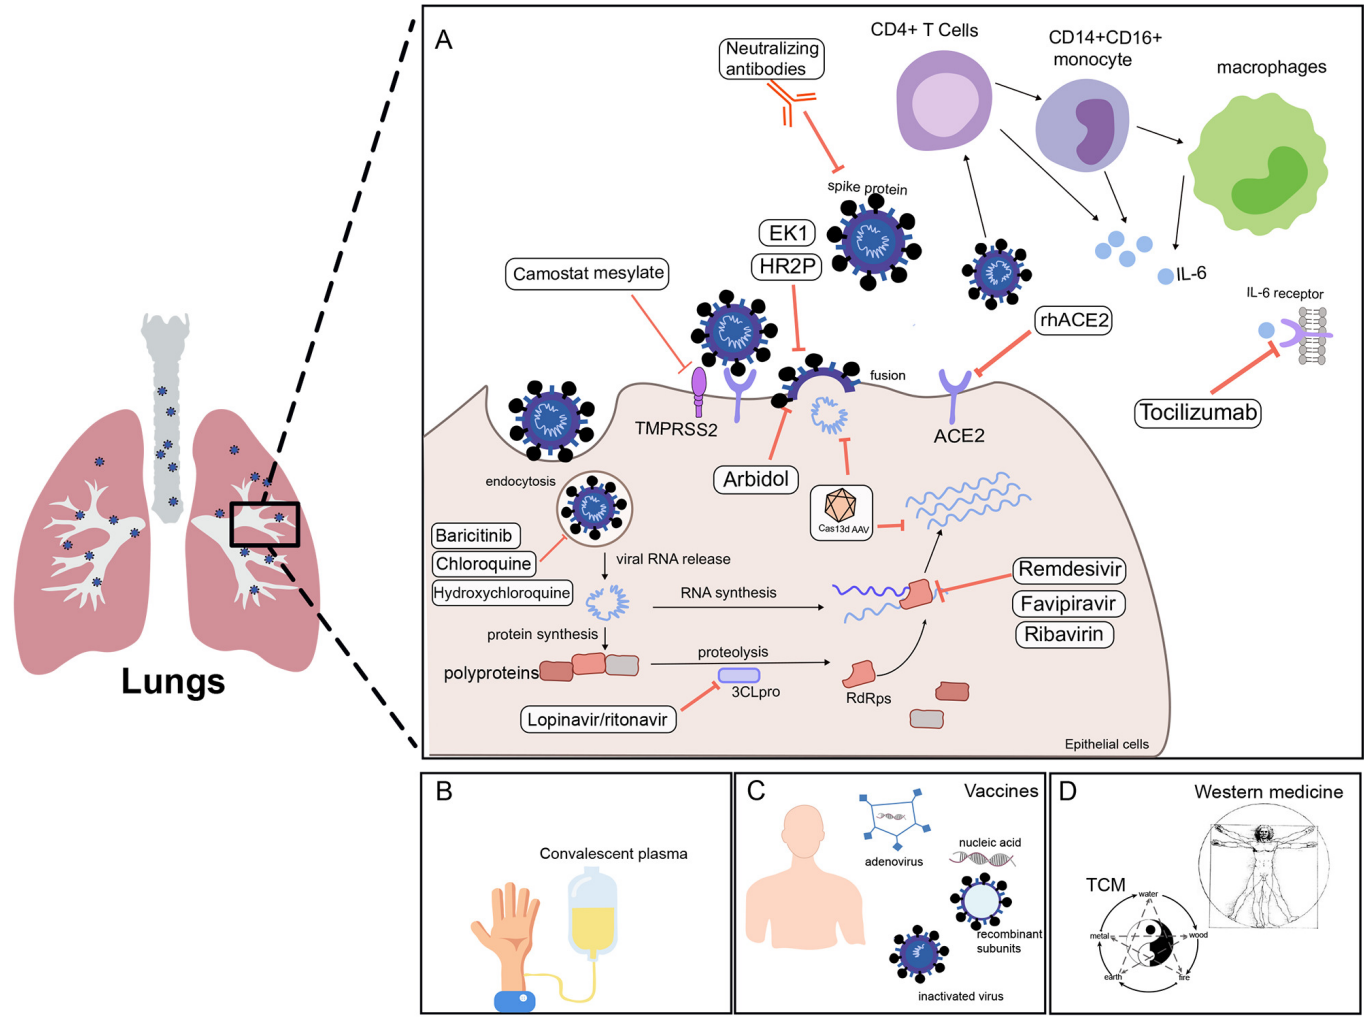 Lungs
A
Neutralizing
antibodies
CD4+ T Cells
CD14+CD16+
monocyte
macrophages
spike protein
EK1
HR2P
Camostat mesylate
IL-6
IL-6 receptor
rhACE2
fusion
Tocilizumab
TMPRSS2
ACE2
endocytosis
Arbidol
Cas13d AAV
Baricitinib
Chloroquine
Hydroxychloroquine
viral RNA release
RNA synthesis
Remdesivir
Favipiravir
Ribavirin
protein synthesis
polyproteins
proteolysis
3CLpro
RdRps
Lopinavir/ritonavir
Epithelial cells
B
Convalescent plasma
C
Vaccines
adenovirus
nucleic acid
recombinant
subunits
inactivated virus
D
Western medicine
TCM
water
metal
wood
earth
fire